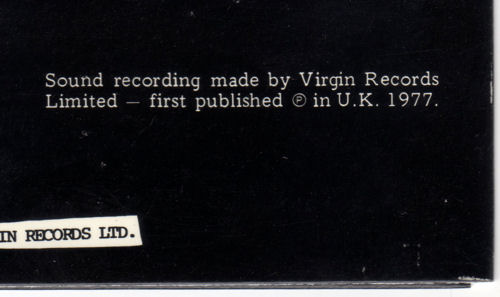 Sound recording made by Virgin Records
Limited — first published ℗ in U.K. 1977.
IN RECORDS LTD.